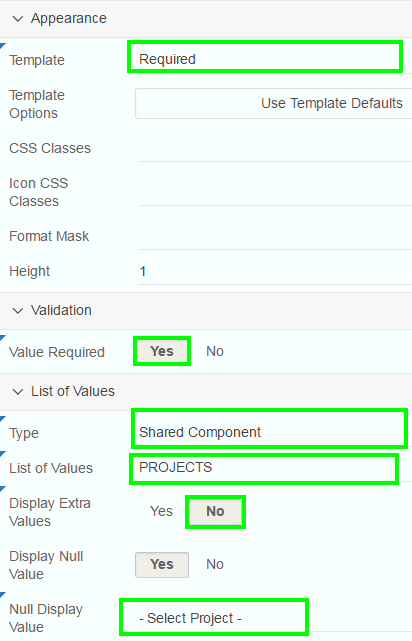 Appearance
Template Required
Template
Options Use Template Defaults
CSS Classes
Icon CSS
Classes
Format Mask
Height 1
Validation
Value Required Yes No
List of Values
Type Shared Component
List of Values PROJECTS
Display Extra
Values Yes No
Display Null
Value Yes No
Null Display
Value - Select Project -